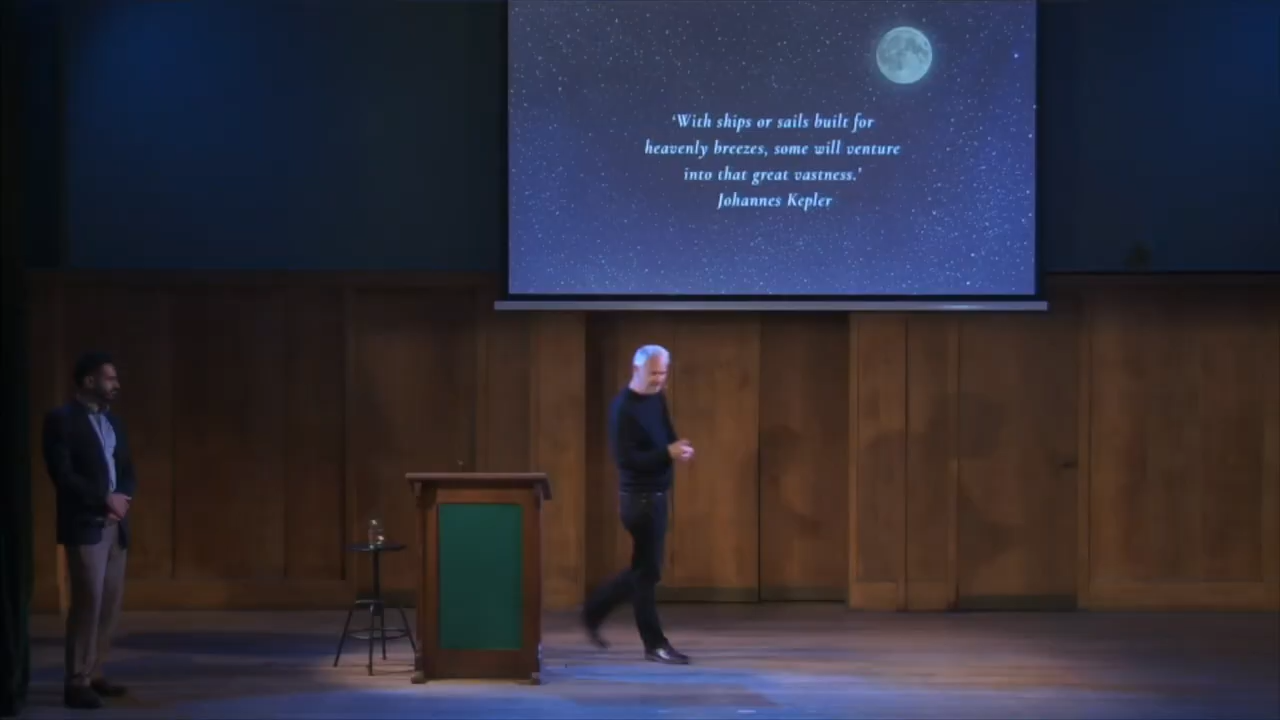 ‘With ships or sails built for
heavenly breezes, some will venture
into that great vastness.’
Johannes Kepler